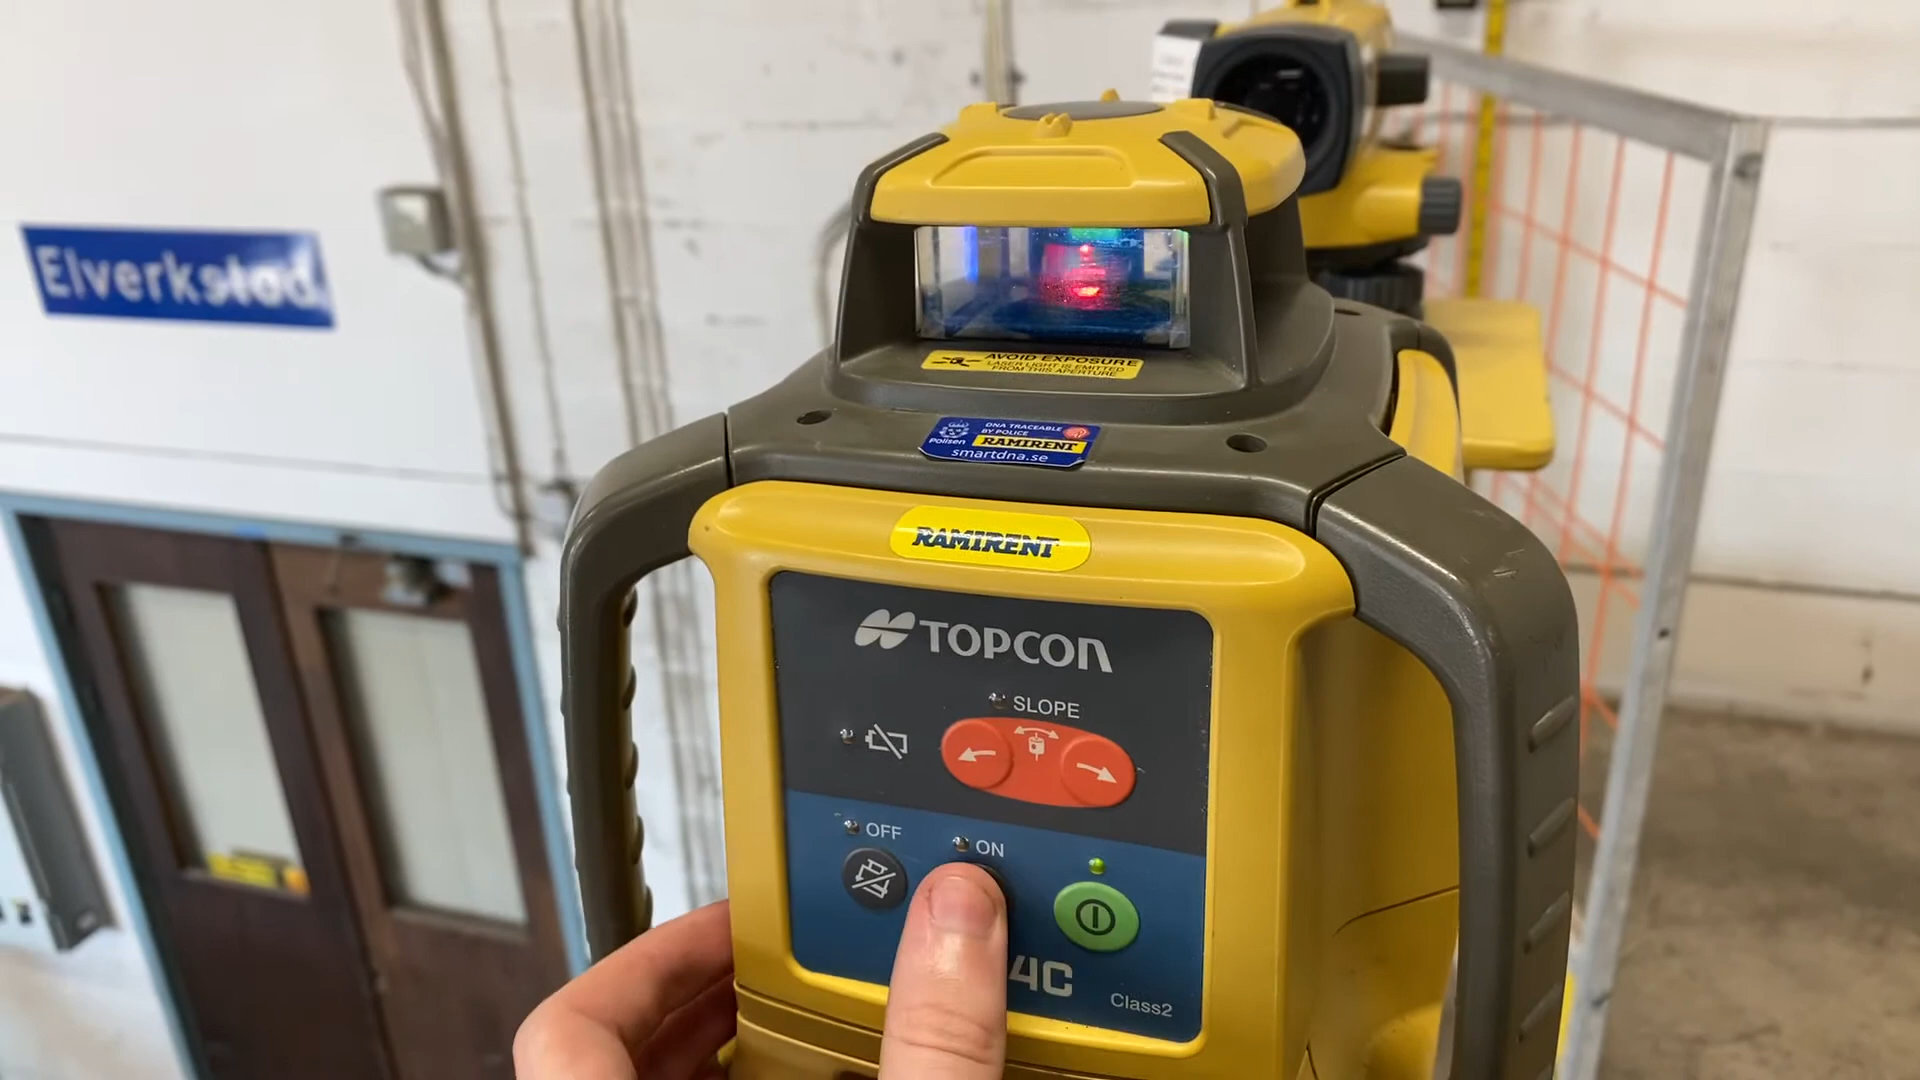 Elverkstad
AVOID EXPOSURE
LASER LIGHT IS EMITTED
FROM THIS APERTURE
Polisen
DNA TRACEABLE
BY POLICE
RAMIRENT
smartdna.se
RAMIRENT
TOPCON
SLOPE
OFF
ON
4C
Class2